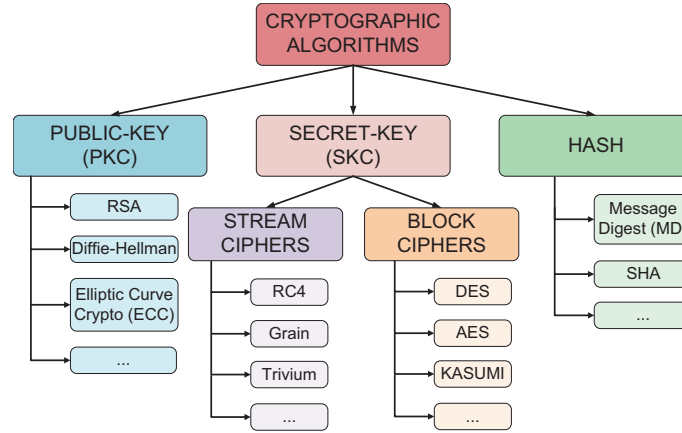 CRYPTOGRAPHIC
ALGORITHMS
PUBLIC-KEY
(PKC)
SECRET-KEY
(SKC)
HASH
RSA
Diffie-Hellman
Elliptic Curve
Crypto (ECC)
...
STREAM
CIPHERS
RC4
Grain
Trivium
...
BLOCK
CIPHERS
DES
AES
KASUMI
...
Message
Digest (MD
SHA
...